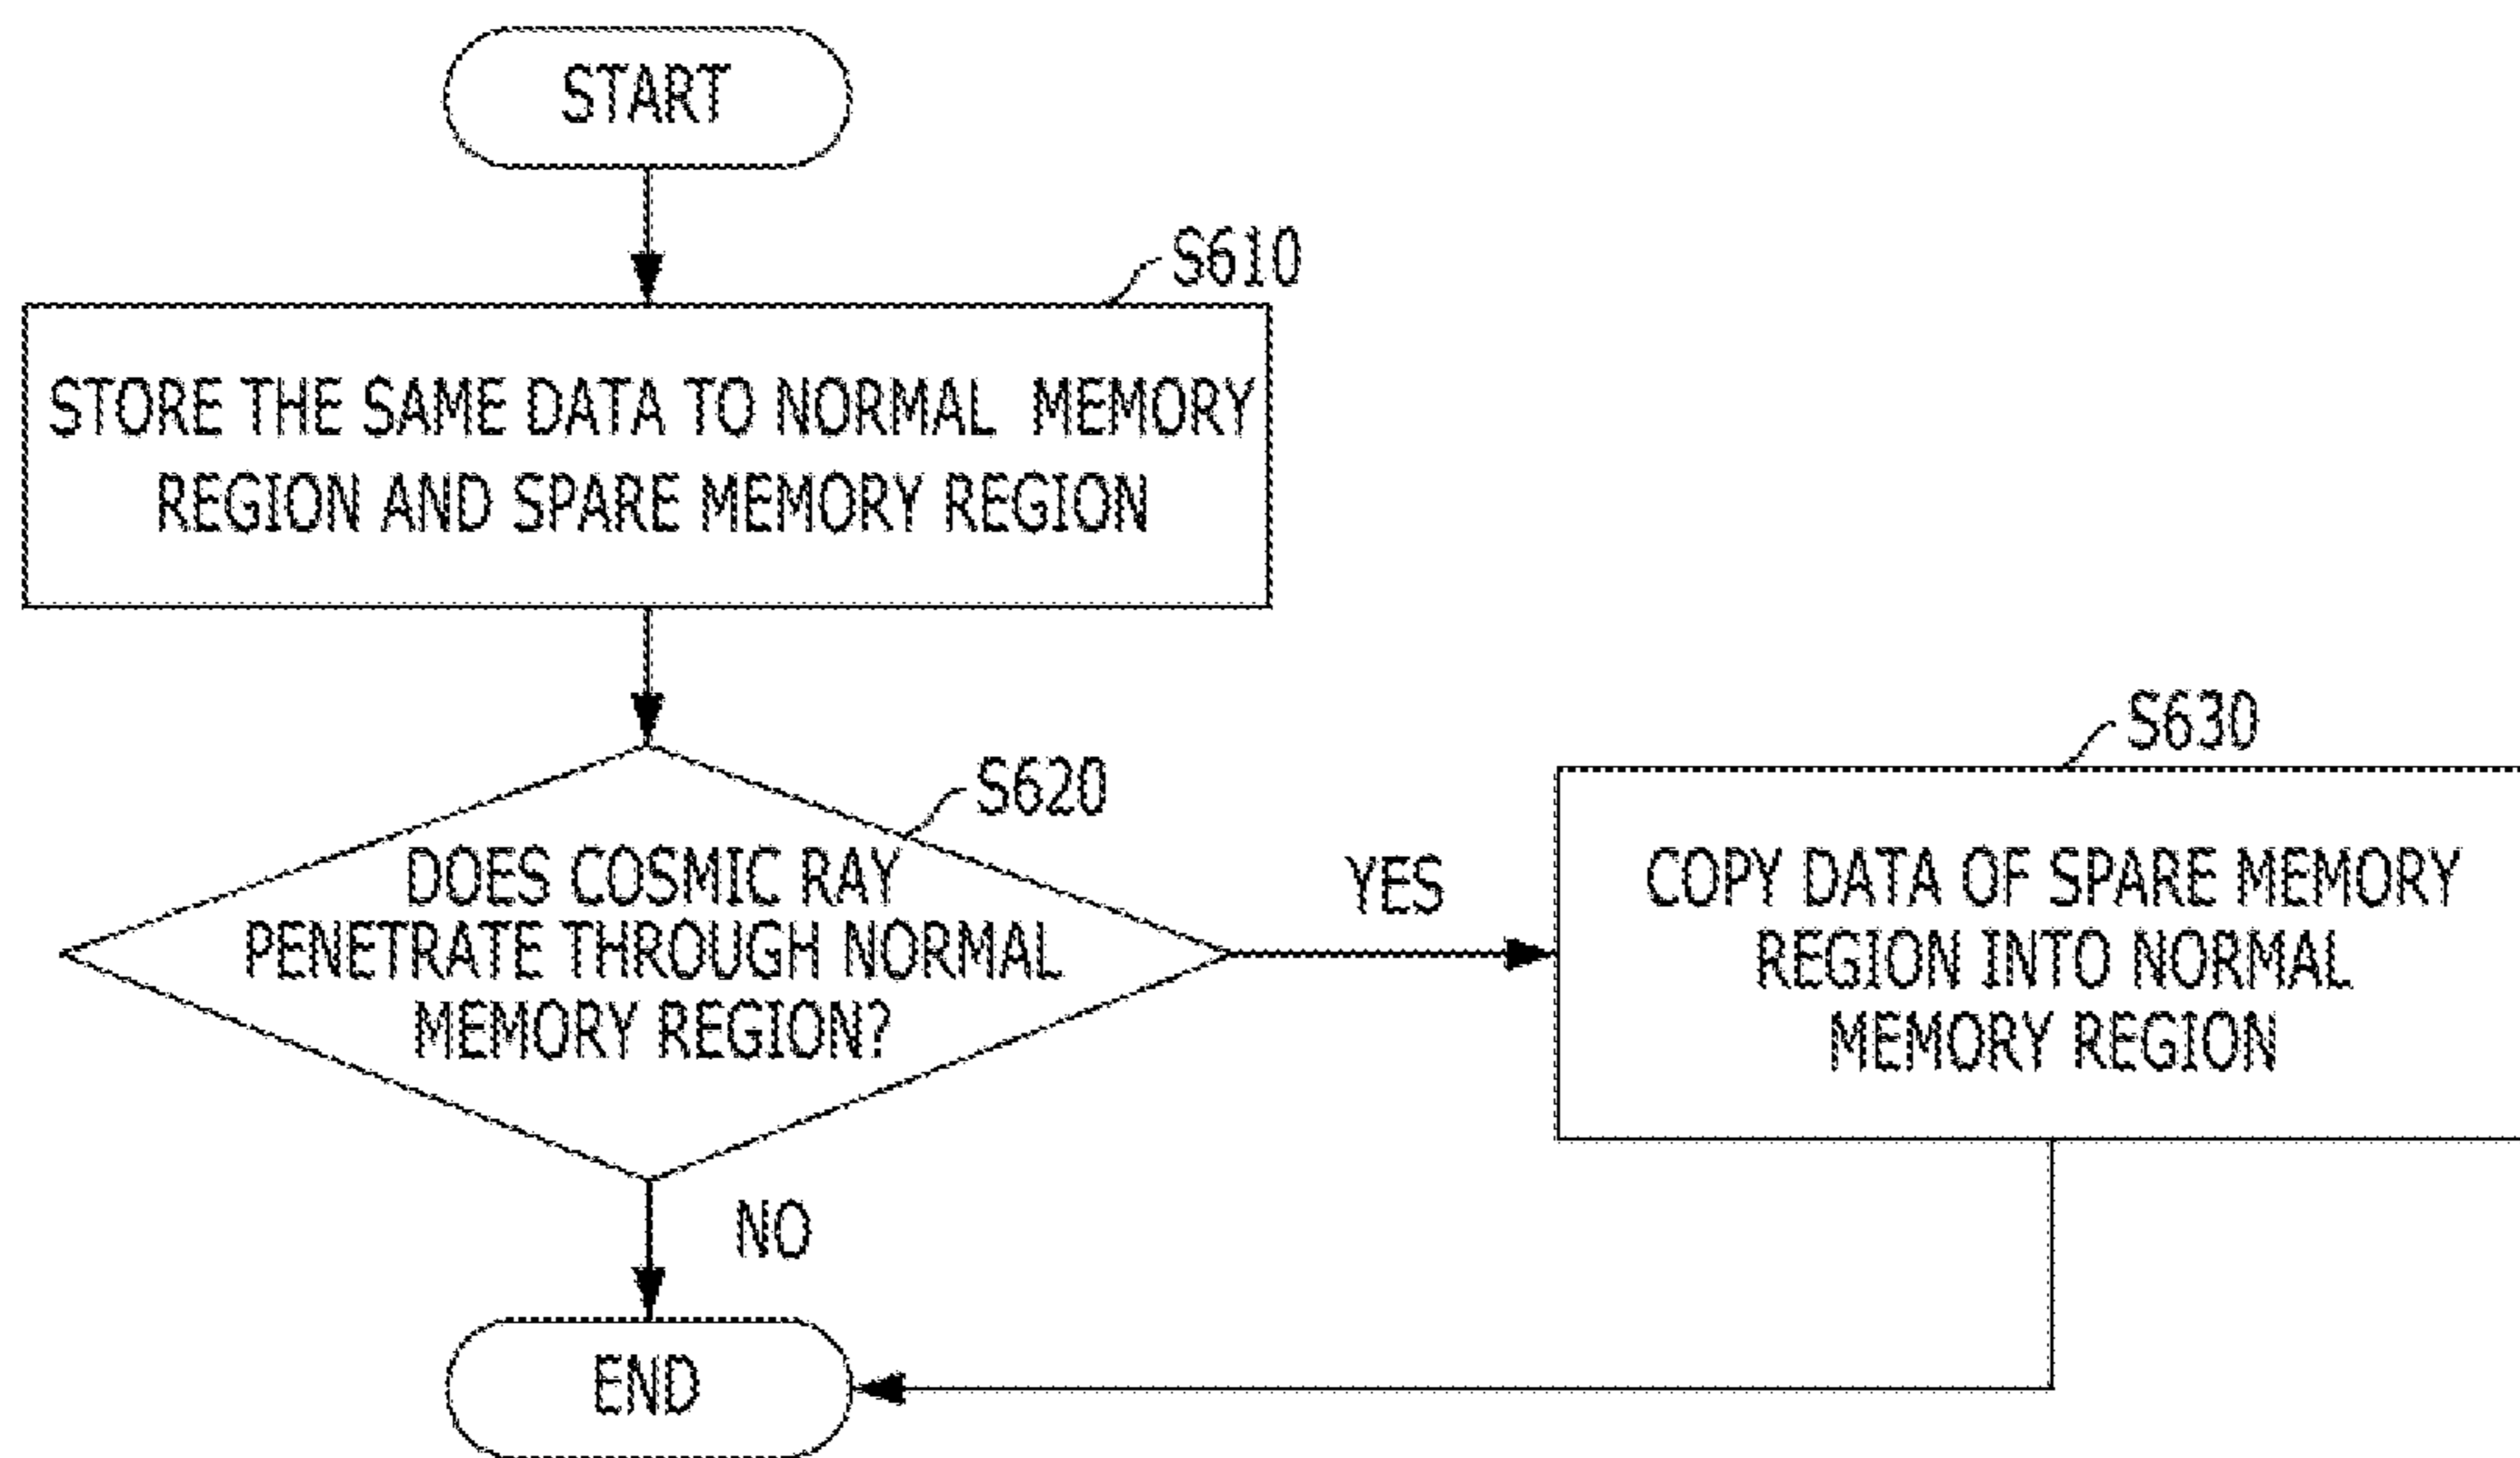 START
S610
STORE THE SAME DATA TO NORMAL MEMORY
REGION AND SPARE MEMORY REGION
S620
DOES COSMIC RAY
PENETRATE THROUGH NORMAL
MEMORY REGION?
YES
S630
COPY DATA OF SPARE MEMORY
REGION INTO NORMAL
MEMORY REGION
NO
END